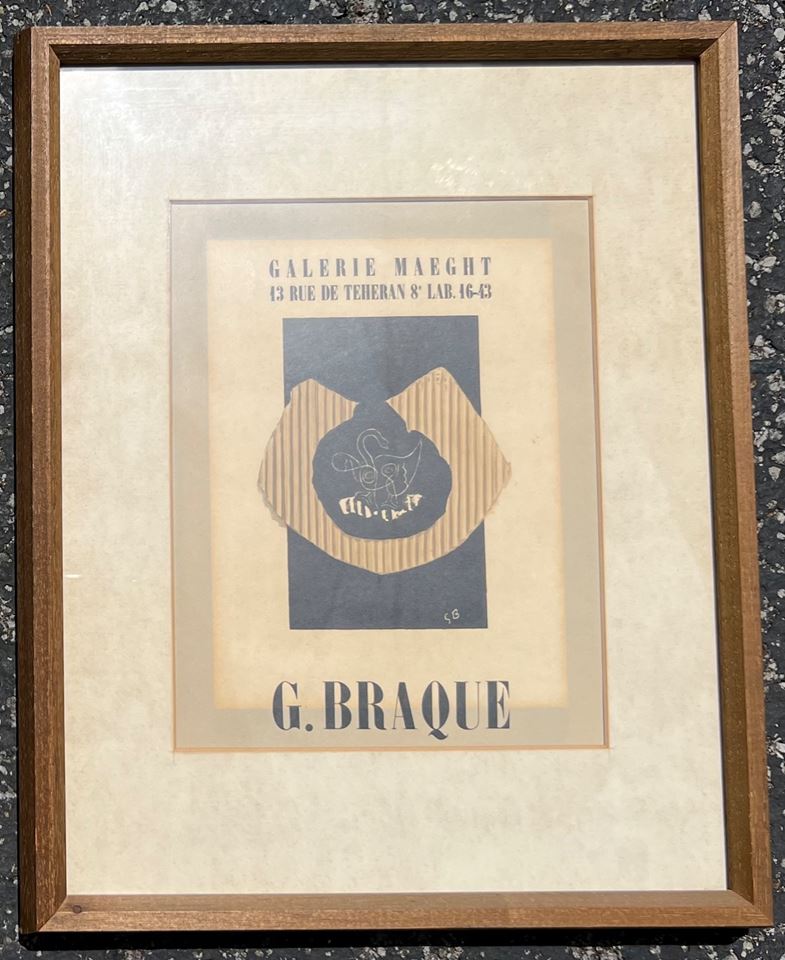 GALERIE MAEGHT
13 RUE DE TEHERAN 8ᵉ LAB. 16-43
GB
G. BRAQUE